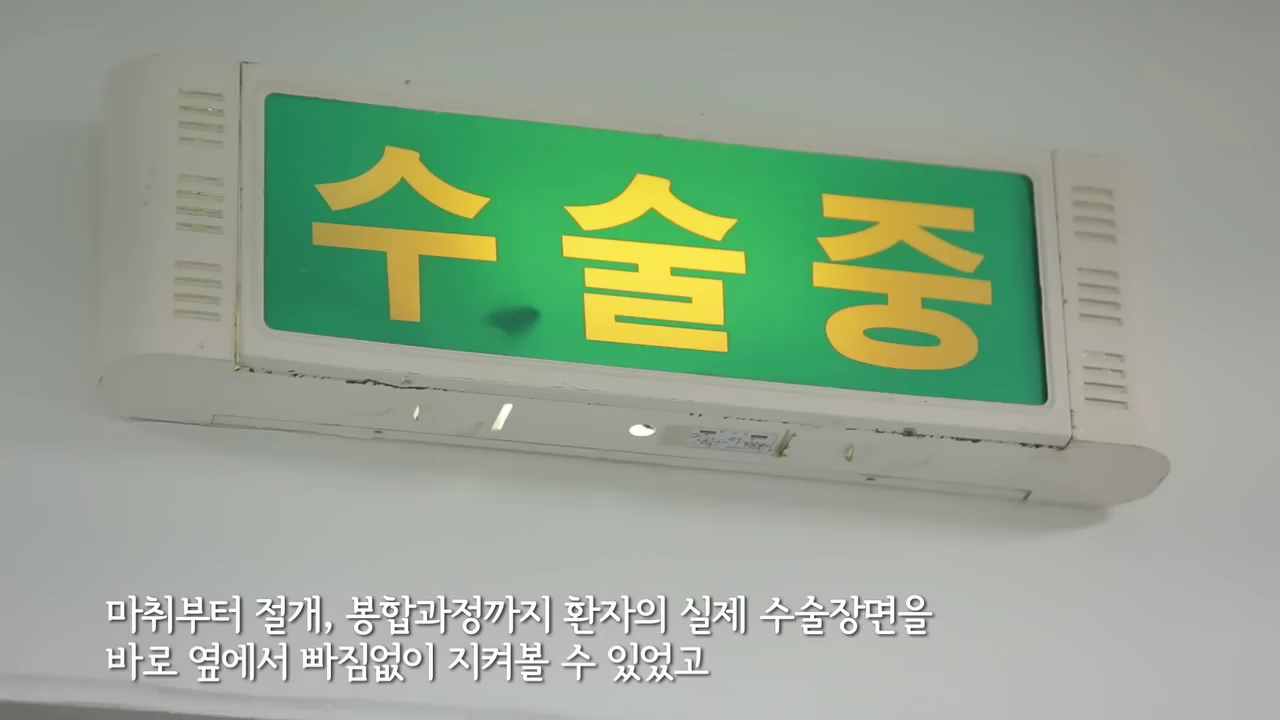 수술중
마취부터 절개, 봉합과정까지 환자의 실제 수술장면을
바로 옆에서 빠짐없이 지켜볼 수 있었고